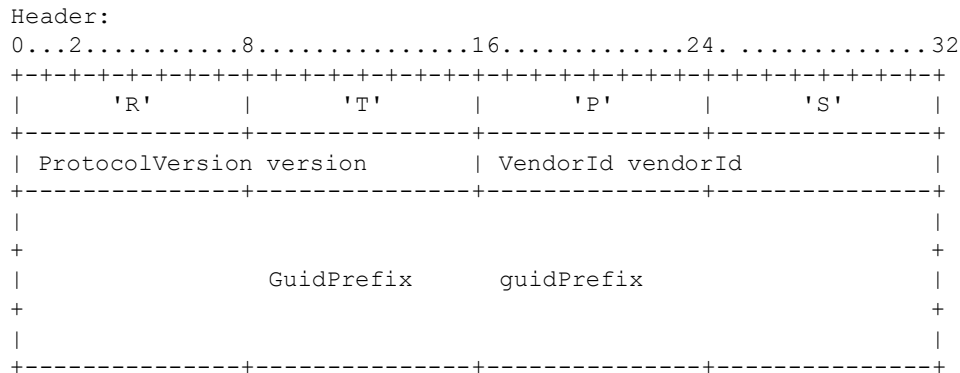 Header:
0...2...........8...............16.............24. ..............32
+-+-+-+-+-+-+-+-+-+-+-+-+-+-+-+-+-+-+-+-+-+-+-+-+-+-+-+-+-+-+-+-+
|      'R'      |      'T'      |      'P'      |      'S'      |
+---------------+---------------+---------------+---------------+
| ProtocolVersion version       | VendorId vendorId             |
+---------------+---------------+---------------+---------------+
|                                                               |
+                                                               +
|                 GuidPrefix      guidPrefix                    |
+                                                               +
|                                                               |
+---------------+---------------+---------------+---------------+